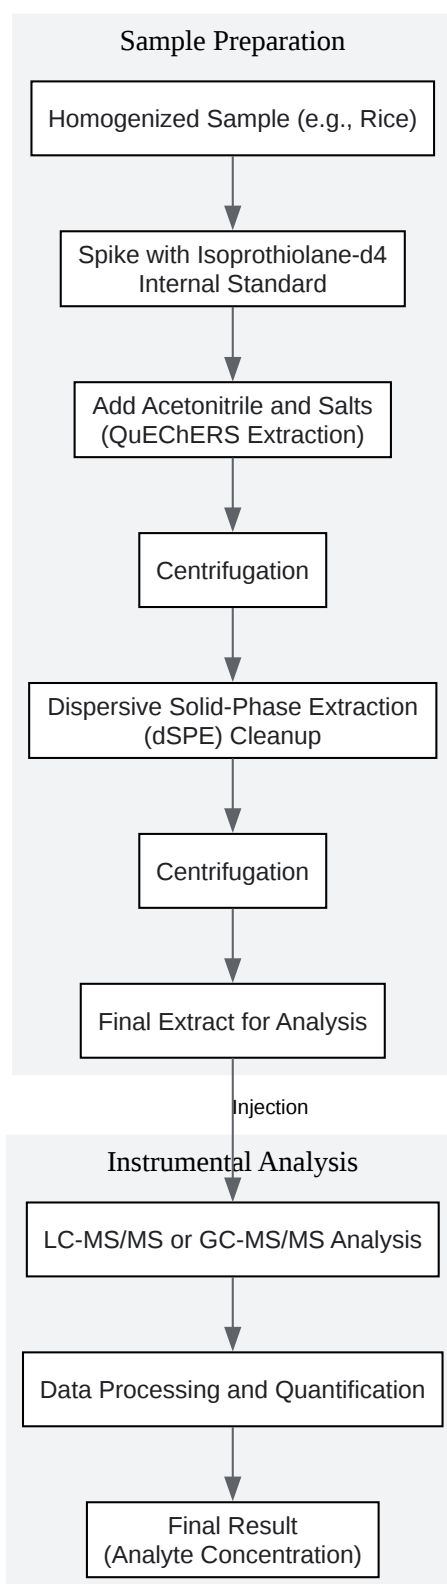 Sample Preparation
Homogenized Sample (e.g., Rice)
Spike with Isoprothiolane-d4
Internal Standard
Add Acetonitrile and Salts
(QuEChERS Extraction)
Centrifugation
Dispersive Solid-Phase Extraction
(dSPE) Cleanup
Centrifugation
Final Extract for Analysis
Injection
Instrumental Analysis
LC-MS/MS or GC-MS/MS Analysis
Data Processing and Quantification
Final Result
(Analyte Concentration)